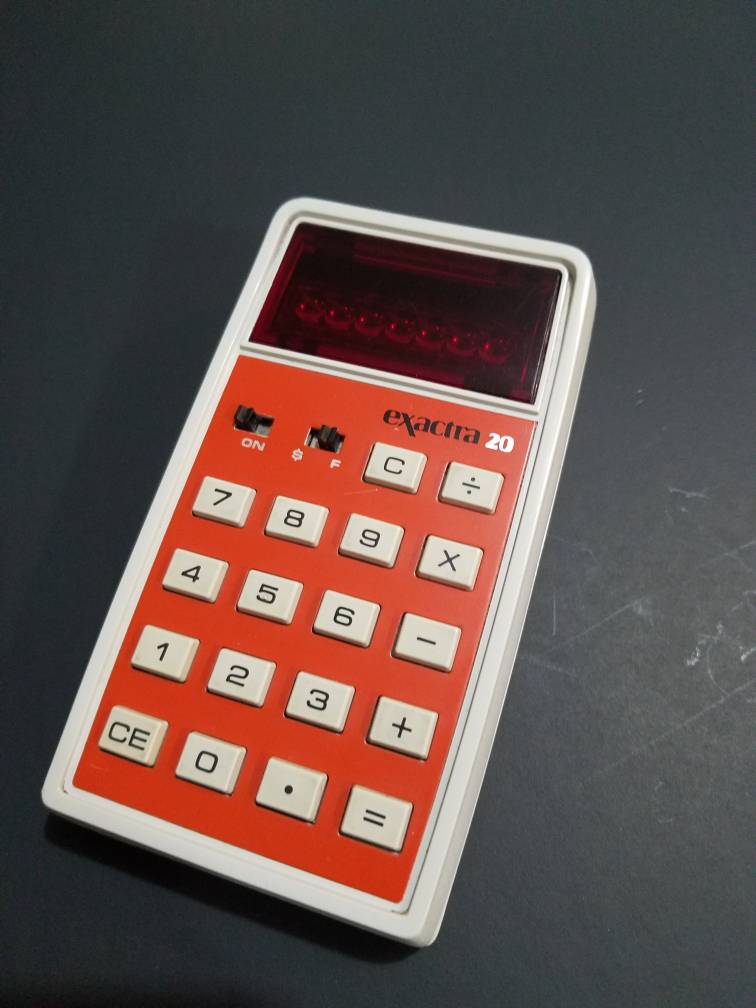 exactra 20
ON $ F C ÷
7 8 9 X
4 5 6 −
1 2 3 +
CE 0 . =